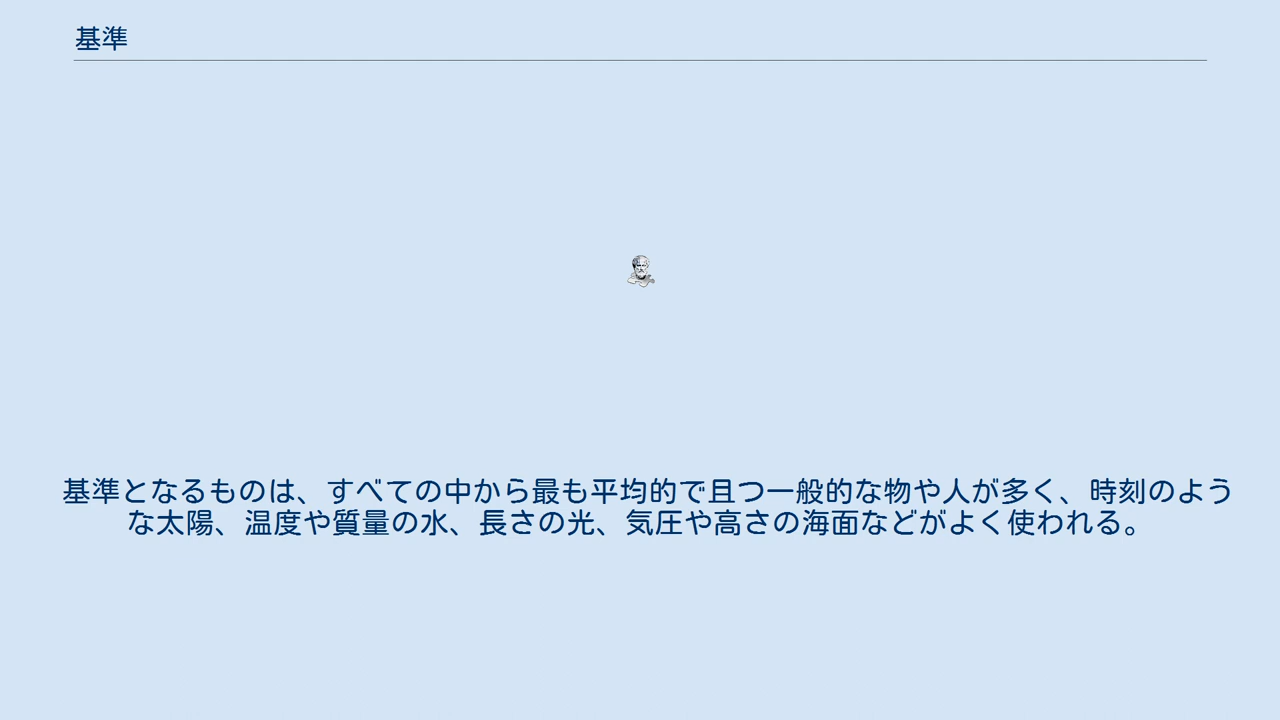 基準
基準となるものは、すべての中から最も平均的で且つ一般的な物や人が多く、時刻のよう
な太陽、温度や質量の水、長さの光、気圧や高さの海面などがよく使われる。